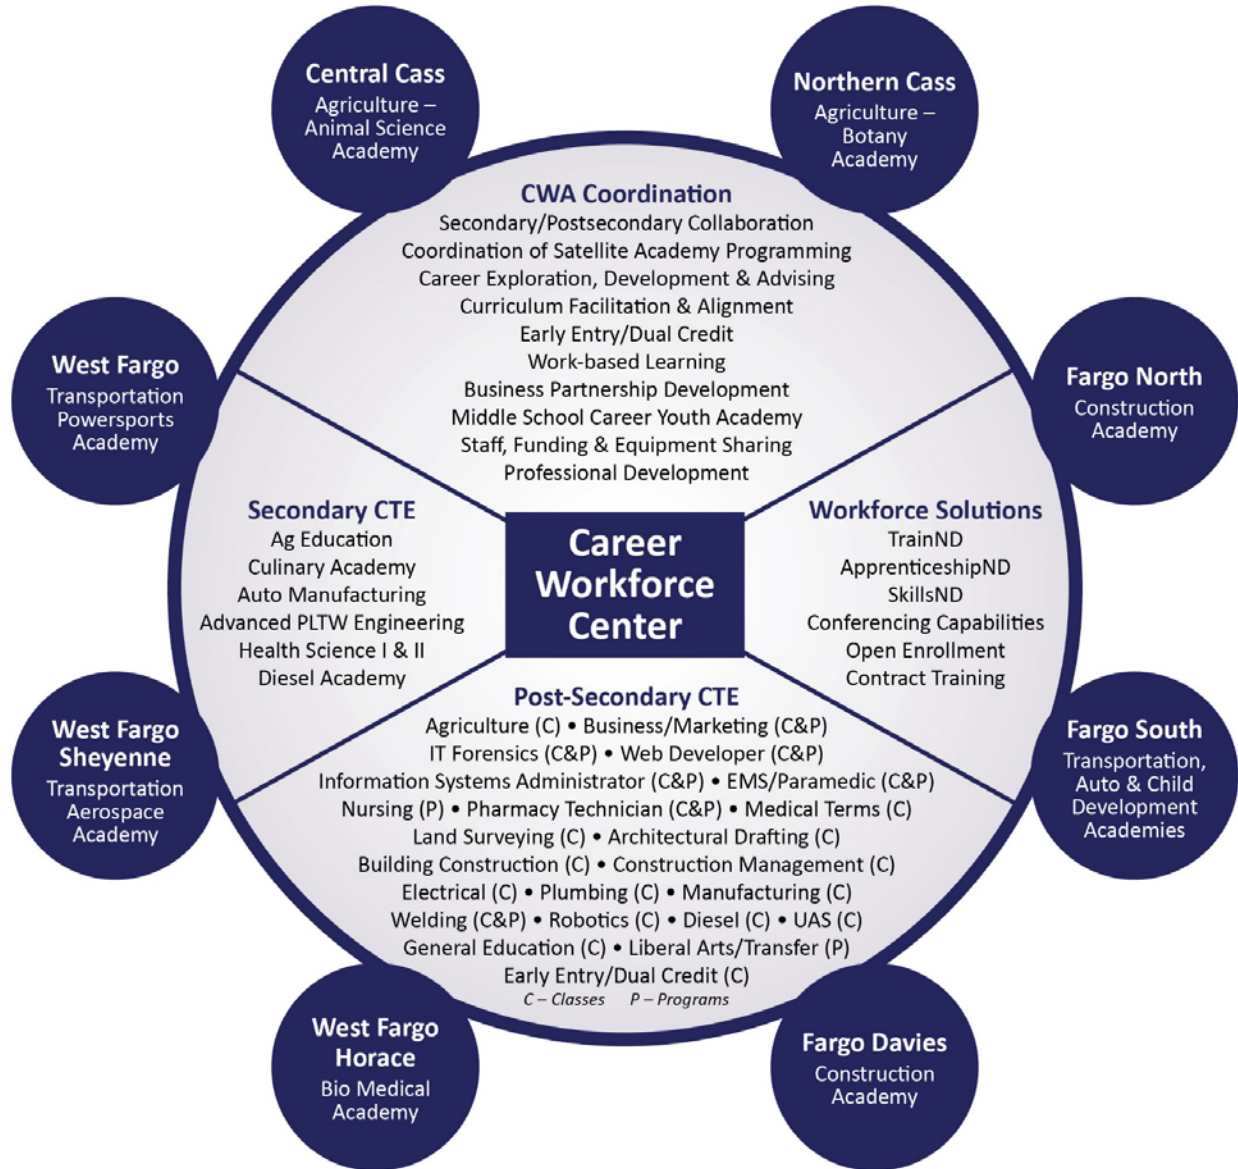 Central Cass
Agriculture –
Animal Science
Academy
Northern Cass
Agriculture –
Botany
Academy
CWA Coordination
Secondary/Postsecondary Collaboration
Coordination of Satellite Academy Programming
Career Exploration, Development & Advising
Curriculum Facilitation & Alignment
Early Entry/Dual Credit
Work-based Learning
Business Partnership Development
Middle School Career Youth Academy
Staff, Funding & Equipment Sharing
Professional Development
West Fargo
Transportation
Powersports
Academy
Fargo North
Construction
Academy
Secondary CTE
Ag Education
Culinary Academy
Auto Manufacturing
Advanced PLTW Engineering
Health Science I & II
Diesel Academy
Career
Workforce
Center
Workforce Solutions
TrainND
ApprenticeshipND
SkillsND
Conferencing Capabilities
Open Enrollment
Contract Training
West Fargo
Sheyenne
Transportation
Aerospace
Academy
Post-Secondary CTE
Agriculture (C) • Business/Marketing (C&P)
IT Forensics (C&P) • Web Developer (C&P)
Information Systems Administrator (C&P) • EMS/Paramedic (C&P)
Nursing (P) • Pharmacy Technician (C&P) • Medical Terms (C)
Land Surveying (C) • Architectural Drafting (C)
Building Construction (C) • Construction Management (C)
Electrical (C) • Plumbing (C) • Manufacturing (C)
Welding (C&P) • Robotics (C) • Diesel (C) • UAS (C)
General Education (C) • Liberal Arts/Transfer (P)
Early Entry/Dual Credit (C)
C – Classes P – Programs
Fargo South
Transportation,
Auto & Child
Development
Academies
West Fargo
Horace
Bio Medical
Academy
Fargo Davies
Construction
Academy